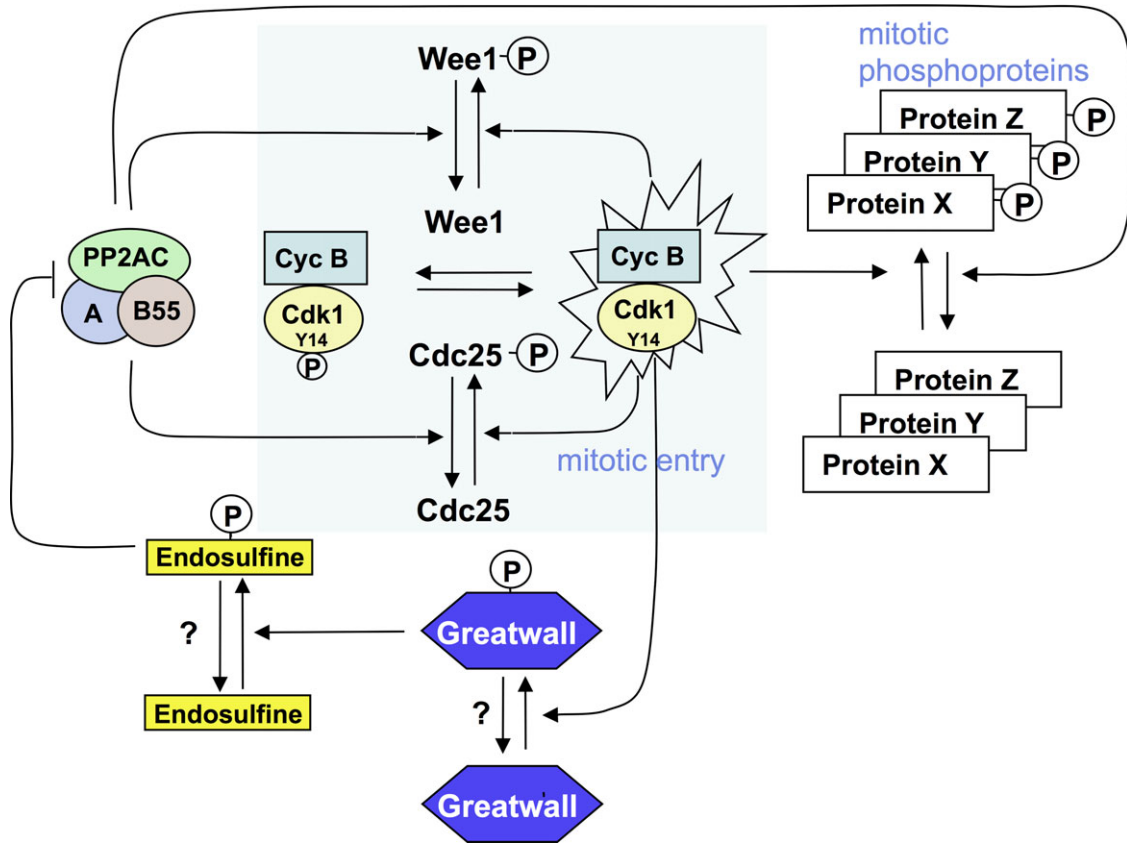 Wee1
P
mitotic
phosphoproteins
Protein Z
P
Protein Y
P
Protein X
P
Wee1
PP2AC
A
B55
Cyc B
Cdk1
Y14
P
Cyc B
Cdk1
Y14
Cdc25
P
Protein Z
Protein Y
Protein X
mitotic entry
Cdc25
P
Endosulfine
P
Greatwall
?
Endosulfine
?
Greatwall